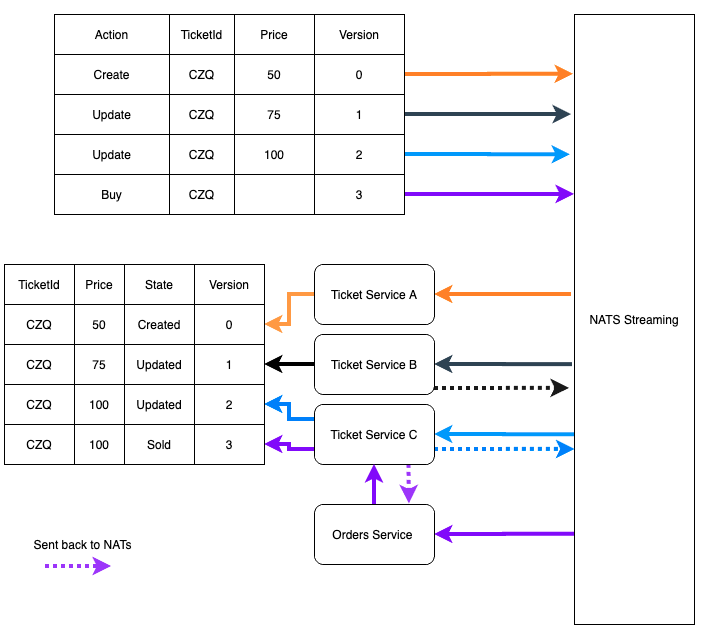 Action TicketId Price Version
Create CZQ 50 0
Update CZQ 75 1
Update CZQ 100 2
Buy CZQ 3
TicketId Price State Version
CZQ 50 Created 0
CZQ 75 Updated 1
CZQ 100 Updated 2
CZQ 100 Sold 3
Ticket Service A
Ticket Service B
Ticket Service C
Orders Service
NATS Streaming
Sent back to NATs